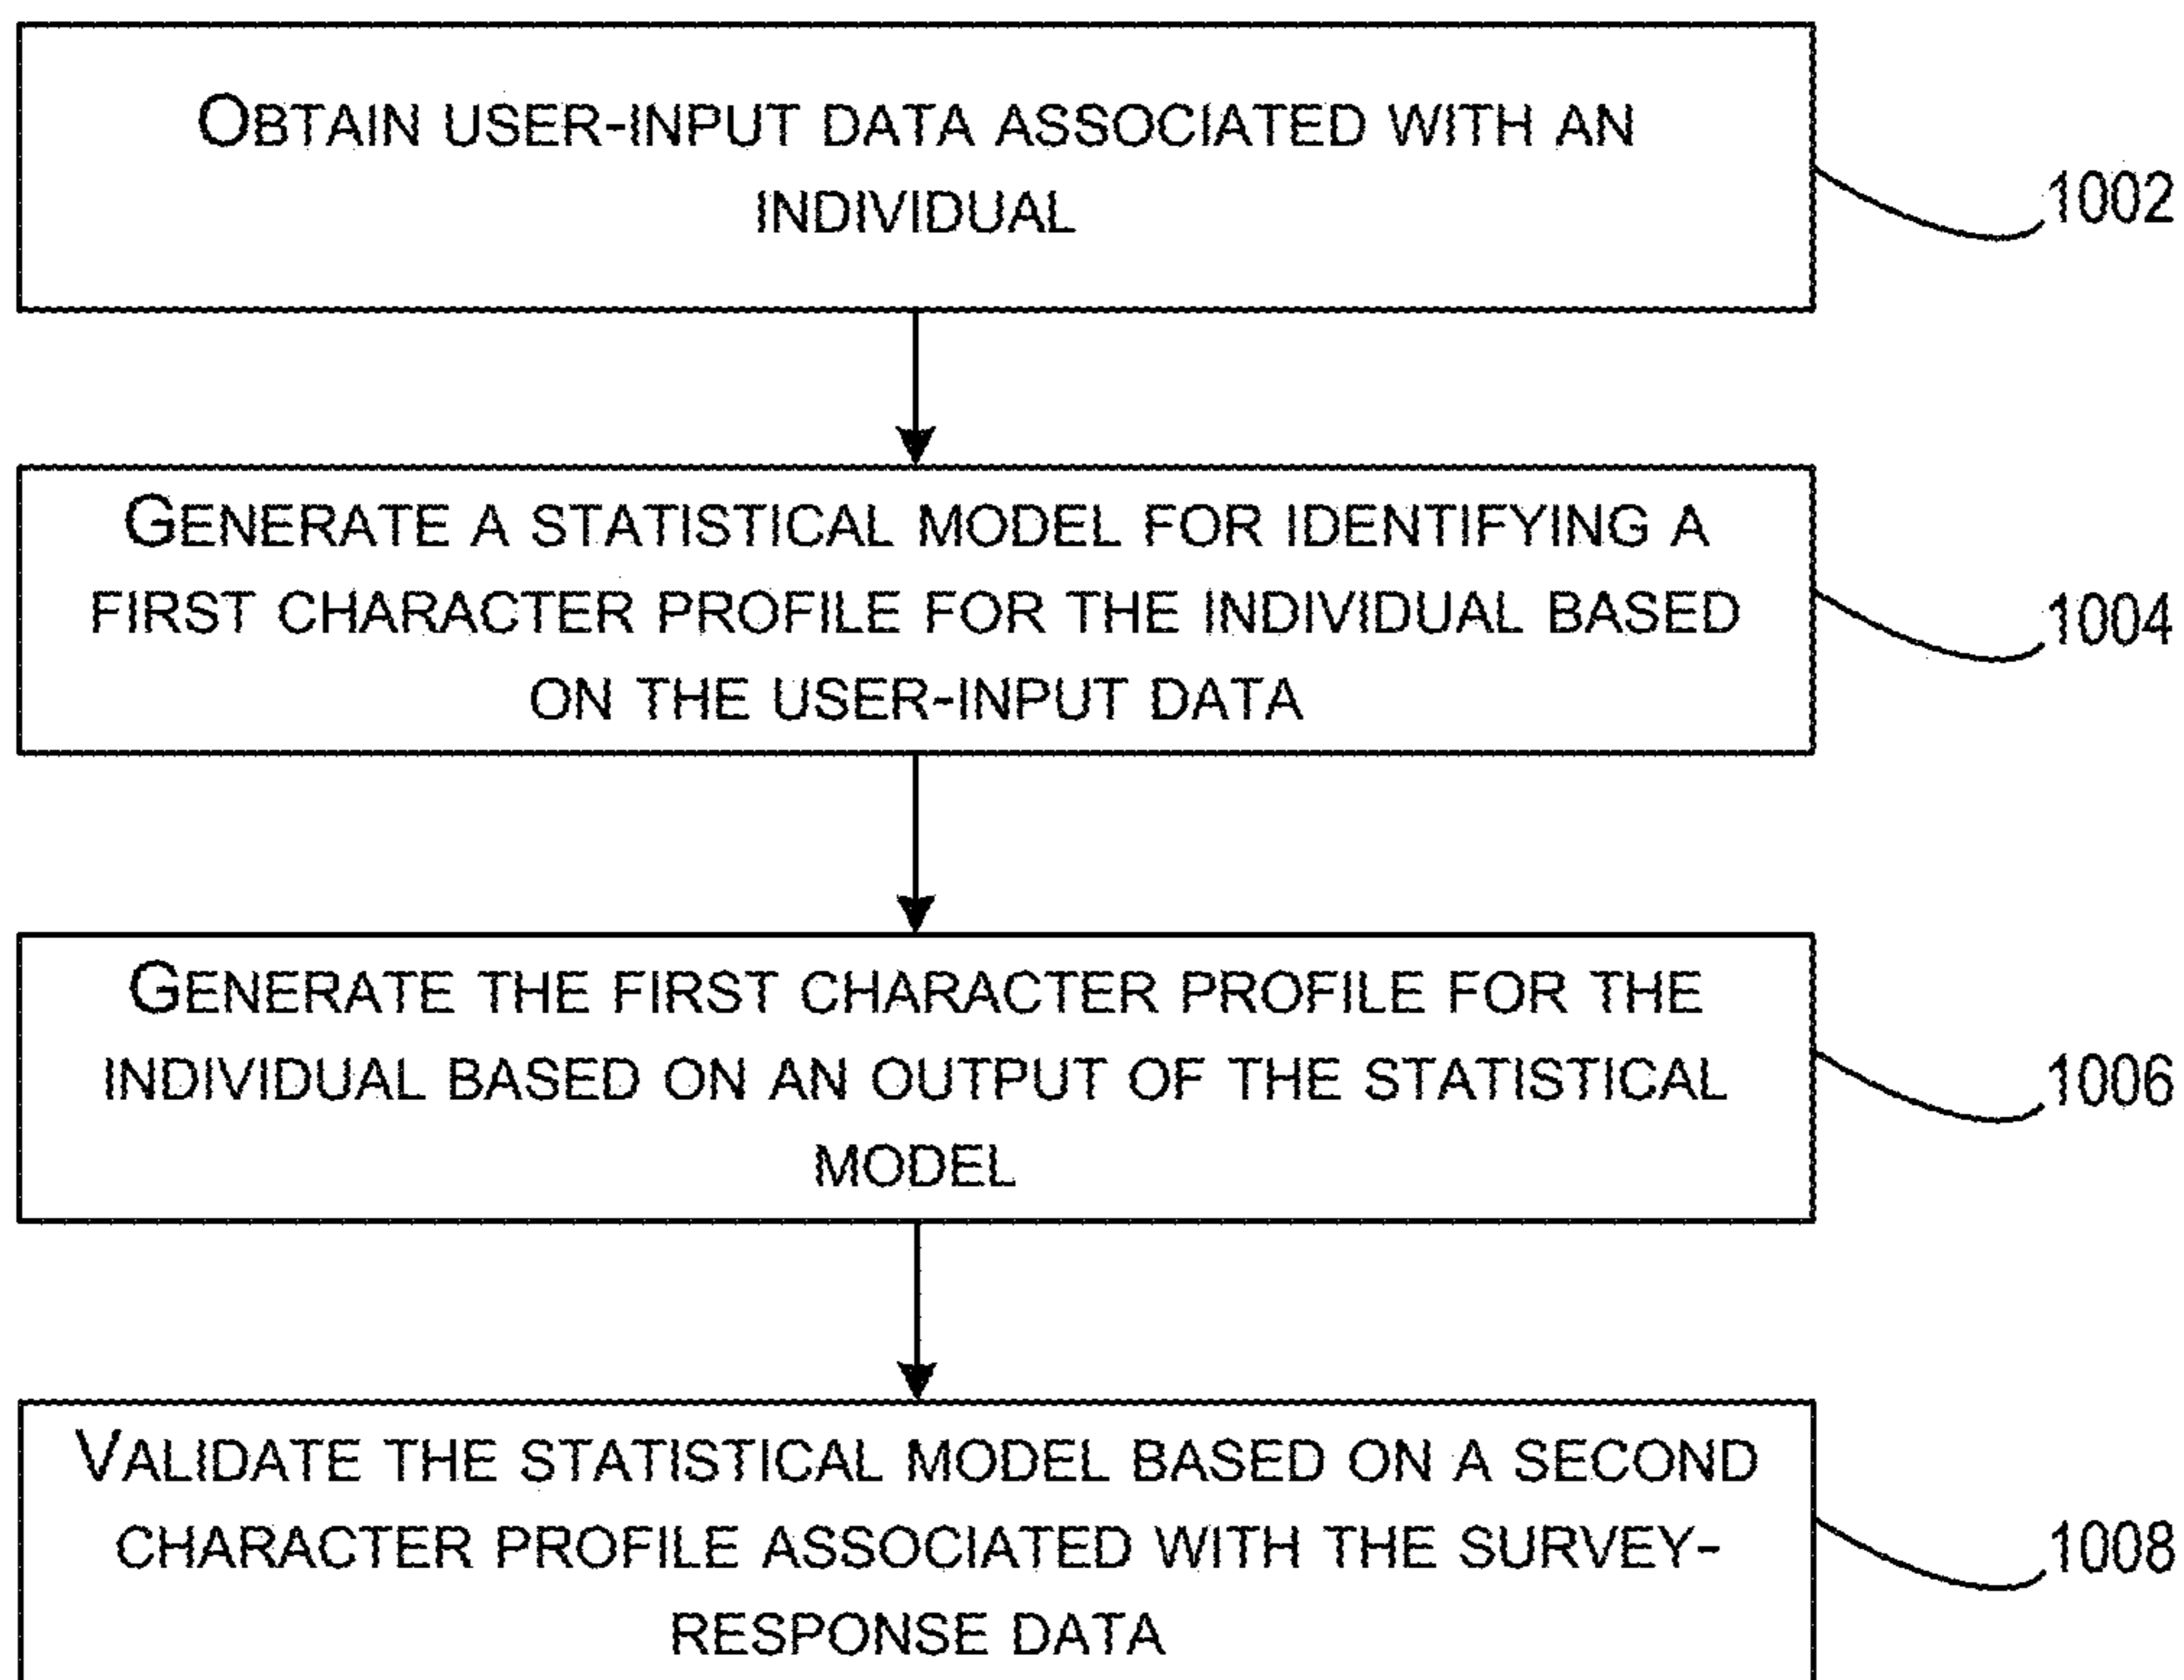 OBTAIN USER-INPUT DATA ASSOCIATED WITH AN
INDIVIDUAL
1002
GENERATE A STATISTICAL MODEL FOR IDENTIFYING A
FIRST CHARACTER PROFILE FOR THE INDIVIDUAL BASED
ON THE USER-INPUT DATA
1004
GENERATE THE FIRST CHARACTER PROFILE FOR THE
INDIVIDUAL BASED ON AN OUTPUT OF THE STATISTICAL
MODEL
1006
VALIDATE THE STATISTICAL MODEL BASED ON A SECOND
CHARACTER PROFILE ASSOCIATED WITH THE SURVEY-
RESPONSE DATA
1008